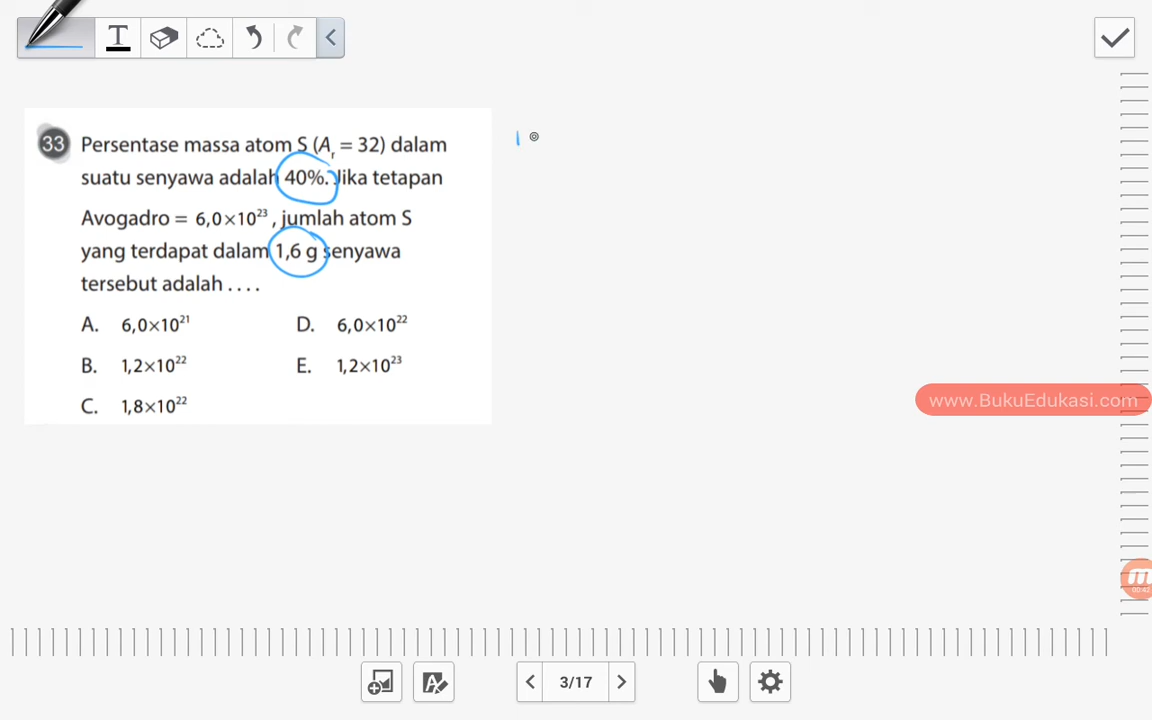 T
33 Persentase massa atom S (Aᵣ = 32) dalam
suatu senyawa adalah 40%. Jika tetapan
Avogadro = 6,0×10²³, jumlah atom S
yang terdapat dalam 1,6 g senyawa
tersebut adalah . . . .
A. 6,0×10²¹ D. 6,0×10²²
B. 1,2×10²² E. 1,2×10²³
C. 1,8×10²²
www.BukuEdukasi.com
00:42
3/17